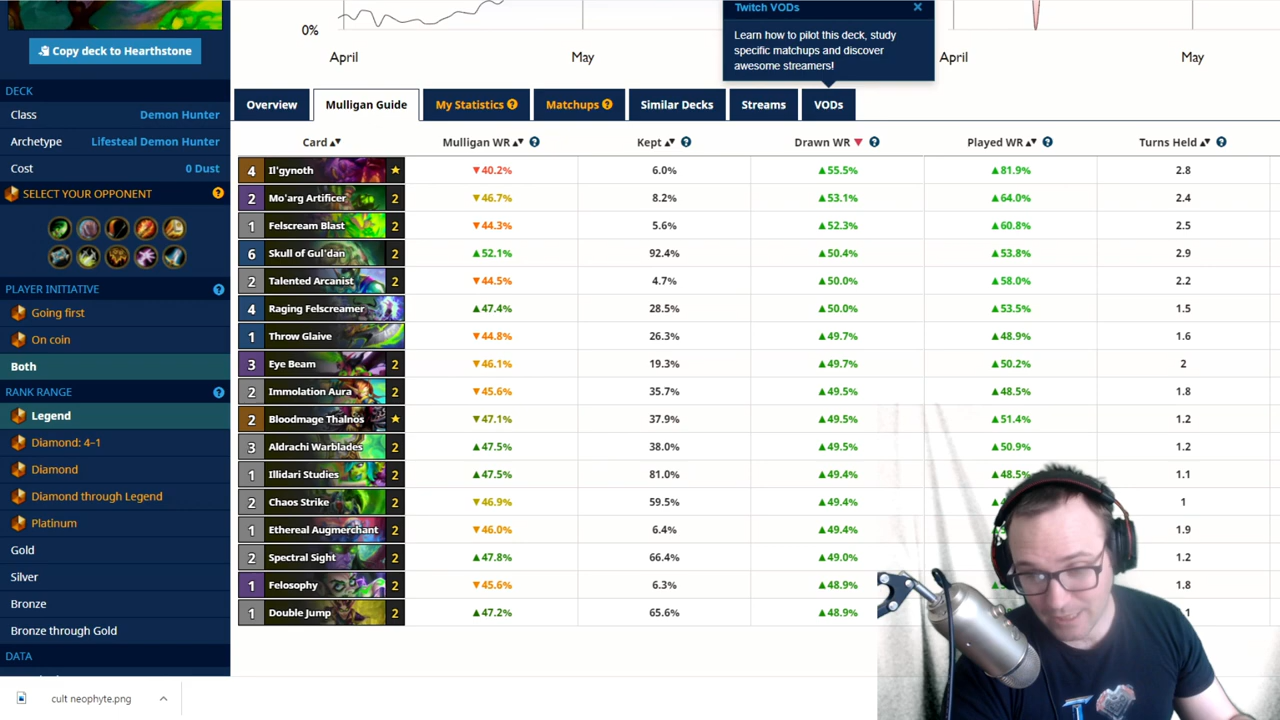 Copy deck to Hearthstone
DECK
Class Demon Hunter
Archetype Lifesteal Demon Hunter
Cost 0 Dust
SELECT YOUR OPPONENT ?
PLAYER INITIATIVE ?
Going first
On coin
Both
RANK RANGE ?
Legend
Diamond: 4–1
Diamond
Diamond through Legend
Platinum
Gold
Silver
Bronze
Bronze through Gold
DATA
0%
April May
Twitch VODs ×
Learn how to pilot this deck, study
specific matchups and discover
awesome streamers!
April May
Overview Mulligan Guide My Statistics ? Matchups ? Similar Decks Streams VODs
Card ▲▼ Mulligan WR ▲▼ ? Kept ▲▼ ? Drawn WR ▼ ? Played WR ▲▼ ? Turns Held ▲▼ ?
4 Il'gynoth ★ ▼40.2% 6.0% ▲55.5% ▲81.9% 2.8
2 Mo'arg Artificer 2 ▼46.7% 8.2% ▲53.1% ▲64.0% 2.4
1 Felscream Blast 2 ▼44.3% 5.6% ▲52.3% ▲60.8% 2.5
6 Skull of Gul'dan 2 ▲52.1% 92.4% ▲50.4% ▲53.8% 2.9
2 Talented Arcanist 2 ▼44.5% 4.7% ▲50.0% ▲58.0% 2.2
4 Raging Felscreamer ▲47.4% 28.5% ▲50.0% ▲53.5% 1.5
1 Throw Glaive 2 ▼44.8% 26.3% ▲49.7% ▲48.9% 1.6
3 Eye Beam 2 ▼46.1% 19.3% ▲49.7% ▲50.2% 2
2 Immolation Aura 2 ▼45.6% 35.7% ▲49.5% ▲48.5% 1.8
2 Bloodmage Thalnos ★ ▼47.1% 37.9% ▲49.5% ▲51.4% 1.2
3 Aldrachi Warblades 2 ▲47.5% 38.0% ▲49.5% ▲50.9% 1.2
1 Illidari Studies 2 ▲47.5% 81.0% ▲49.4% ▲48.5% 1.1
2 Chaos Strike 2 ▼46.9% 59.5% ▲49.4% 1
1 Ethereal Augmerchant 2 ▼46.0% 6.4% ▲49.4% 1.9
2 Spectral Sight 2 ▲47.8% 66.4% ▲49.0% 1.2
1 Felosophy 2 ▼45.6% 6.3% ▲48.9% 1.8
1 Double Jump 2 ▲47.2% 65.6% ▲48.9% 1
cult neophyte.png